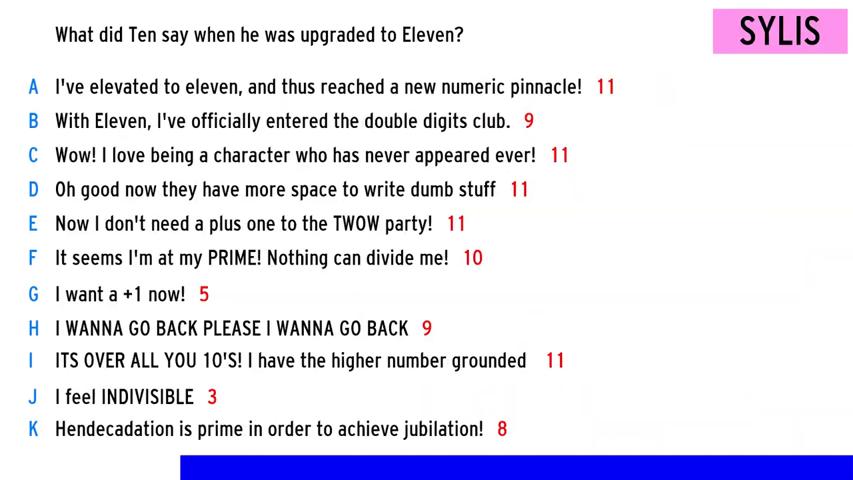 What did Ten say when he was upgraded to Eleven?
SYLIS
A I've elevated to eleven, and thus reached a new numeric pinnacle! 11
B With Eleven, I've officially entered the double digits club. 9
C Wow! I love being a character who has never appeared ever! 11
D Oh good now they have more space to write dumb stuff 11
E Now I don't need a plus one to the TWOW party! 11
F It seems I'm at my PRIME! Nothing can divide me! 10
G I want a +1 now! 5
H I WANNA GO BACK PLEASE I WANNA GO BACK 9
I ITS OVER ALL YOU 10'S! I have the higher number grounded 11
J I feel INDIVISIBLE 3
K Hendecadation is prime in order to achieve jubilation! 8